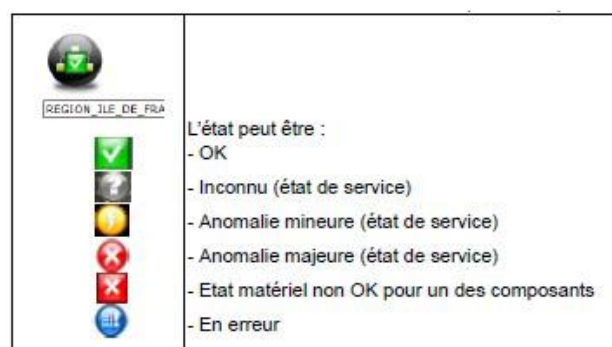 REGION_ILE_DE_FRA
L'état peut être :
- OK
- Inconnu (état de service)
- Anomalie mineure (état de service)
- Anomalie majeure (état de service)
- Etat matériel non OK pour un des composants
- En erreur